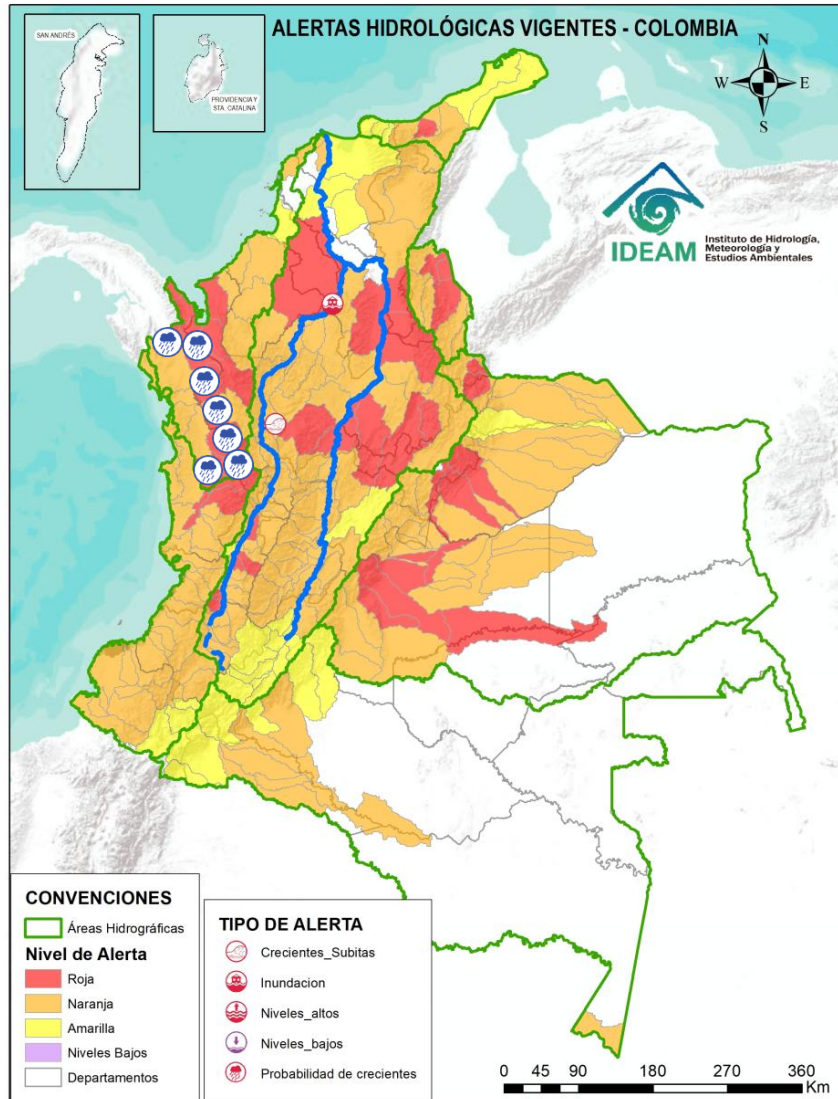 ALERTAS HIDROLÓGICAS VIGENTES - COLOMBIA
SAN ANDRÉS
PROVIDENCIA Y
STA. CATALINA
N
W
E
S
IDEAM
Instituto de Hidrología,
Meteorología y
Estudios Ambientales
CONVENCIONES
Áreas Hidrográficas
Nivel de Alerta
Roja
Naranja
Amarilla
Niveles Bajos
Departamentos
TIPO DE ALERTA
Crecientes_Subitas
Inundacion
Niveles_altos
Niveles_bajos
Probabilidad de crecientes
0 45 90 180 270 360
Km